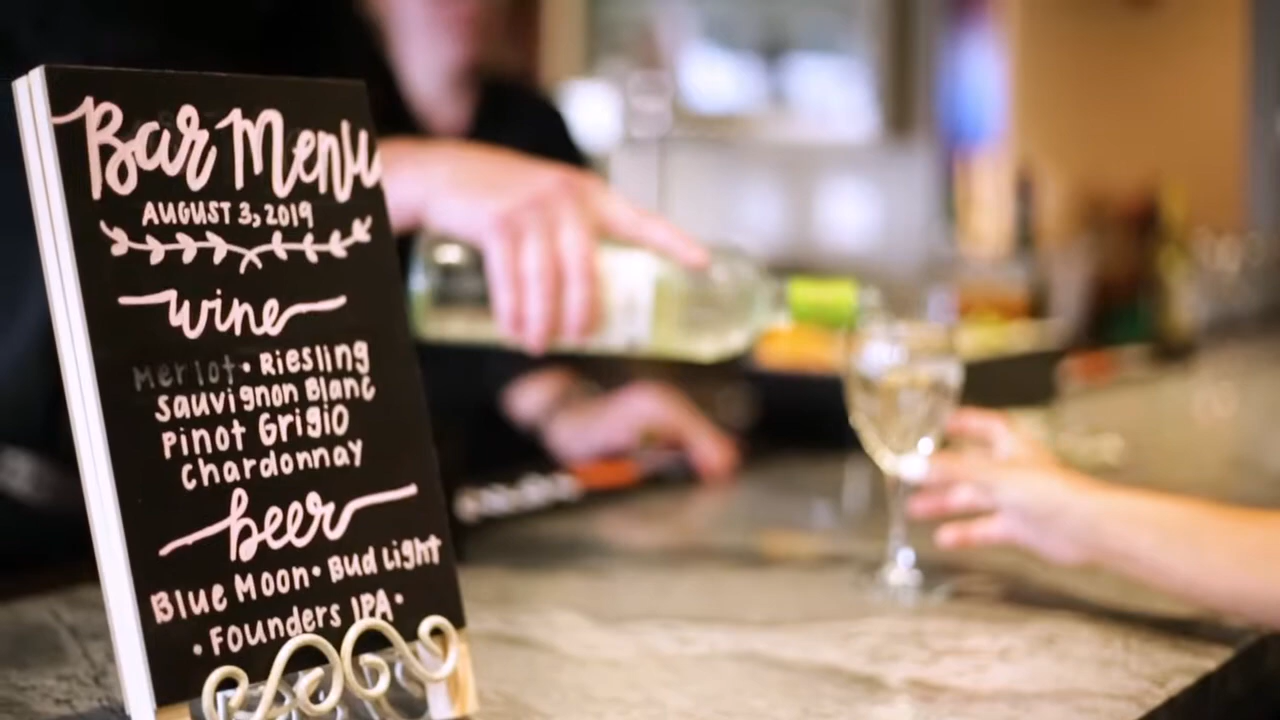 Bar Menu
AUGUST 3, 2019
wine
Merlot • Riesling
Sauvignon Blanc
Pinot Grigio
Chardonnay
beer
Blue Moon • Bud Light
• Founders IPA •